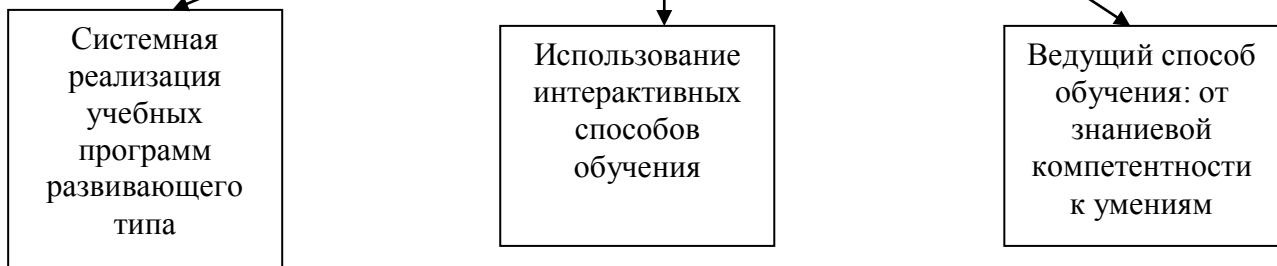 Системная
реализация
учебных
программ
развивающего
типа
Использование
интерактивных
способов
обучения
Ведущий способ
обучения: от
знаниевой
компетентности
к умениям